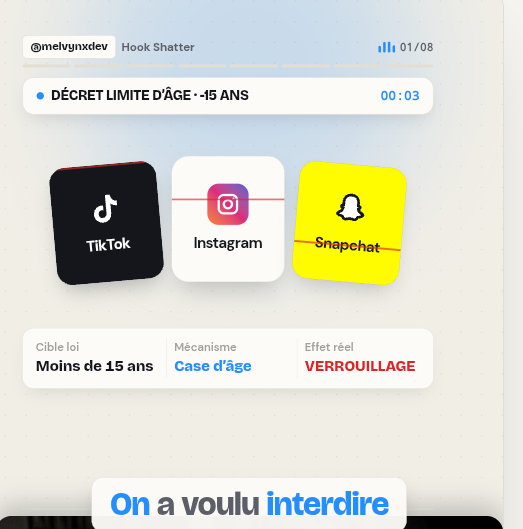 @melvynxdev Hook Shatter 01/08
DÉCRET LIMITE D'ÂGE · -15 ANS 00:03
TikTok Instagram Snapchat
Cible loi Mécanisme Effet réel
Moins de 15 ans Case d'âge VERROUILLAGE
On a voulu interdire